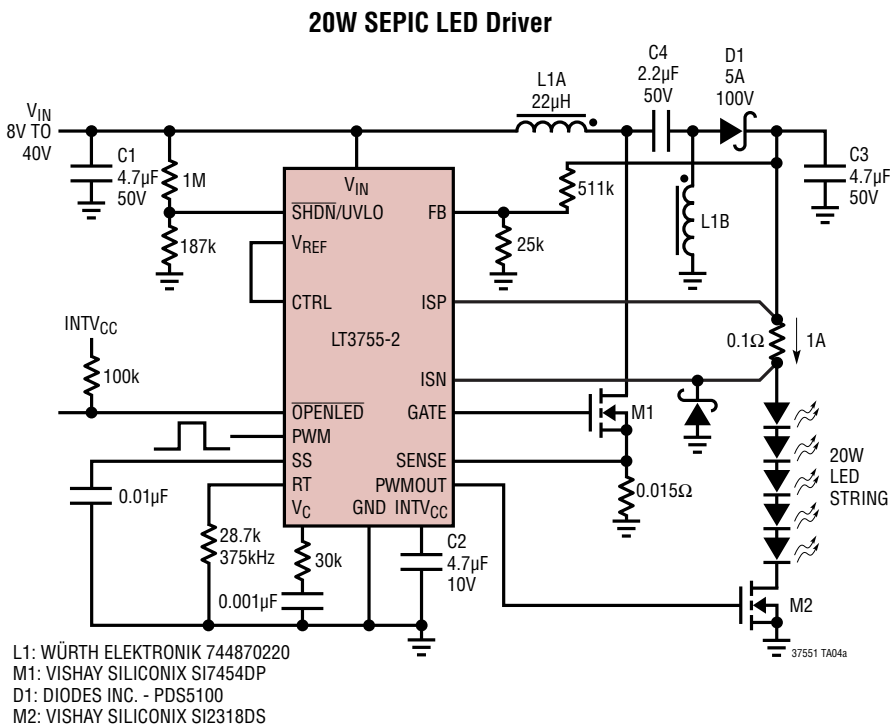 20W SEPIC LED Driver
VIN
8V TO
40V
C1
4.7µF
50V
1M
187k
L1A
22µH
C4
2.2µF
50V
D1
5A
100V
C3
4.7µF
50V
L1B
511k
25k
VIN
SHDN/UVLO
FB
VREF
CTRL
ISP
LT3755-2
ISN
INTVCC
100k
OPENLED
GATE
PWM
SS
SENSE
RT
PWMOUT
VC
GND
INTVCC
0.1Ω
1A
M1
0.015Ω
20W
LED
STRING
0.01µF
28.7k
375kHz
30k
0.001µF
C2
4.7µF
10V
M2
37551 TA04a
L1: WÜRTH ELEKTRONIK 744870220
M1: VISHAY SILICONIX SI7454DP
D1: DIODES INC. - PDS5100
M2: VISHAY SILICONIX SI2318DS